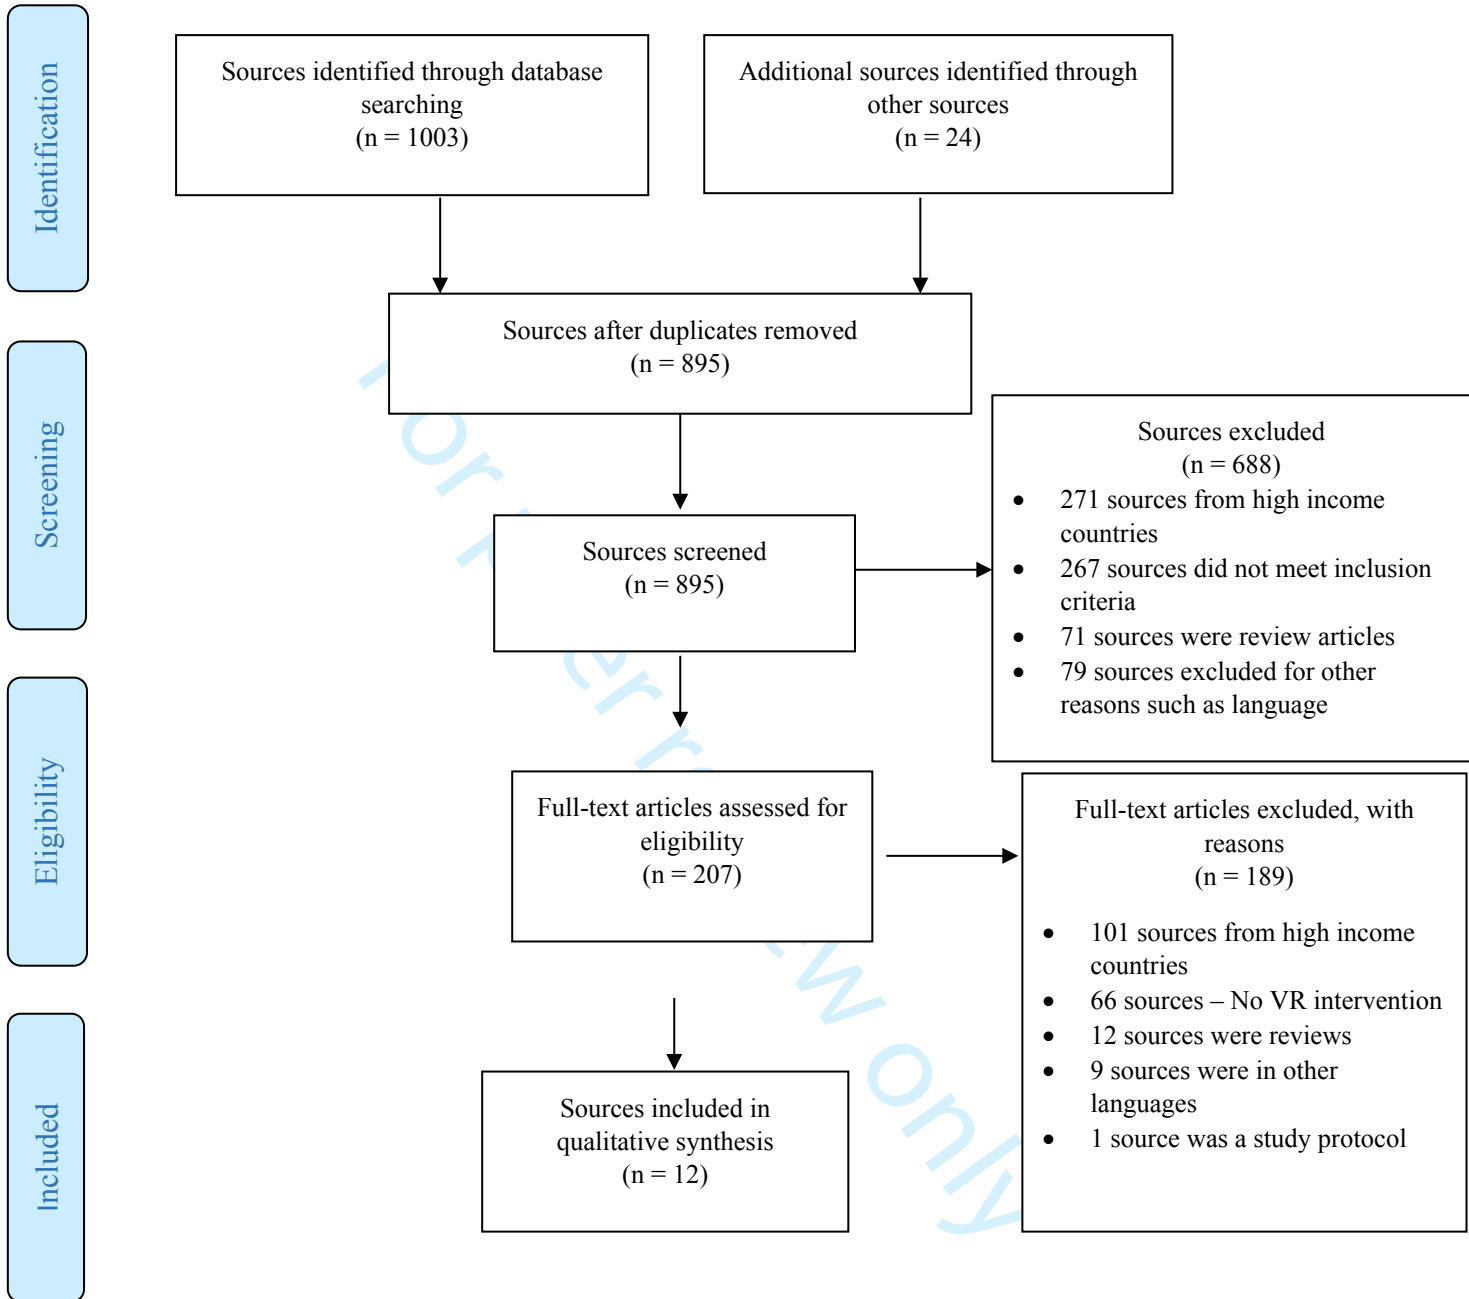 Identification
Sources identified through database
searching
(n = 1003)
Additional sources identified through
other sources
(n = 24)
Sources after duplicates removed
(n = 895)
Screening
Sources screened
(n = 895)
Sources excluded
(n = 688)
• 271 sources from high income
countries
• 267 sources did not meet inclusion
criteria
• 71 sources were review articles
• 79 sources excluded for other
reasons such as language
Eligibility
Full-text articles assessed for
eligibility
(n = 207)
Full-text articles excluded, with
reasons
(n = 189)
• 101 sources from high income
countries
• 66 sources – No VR intervention
• 12 sources were reviews
• 9 sources were in other
languages
• 1 source was a study protocol
Included
Sources included in
qualitative synthesis
(n = 12)
only